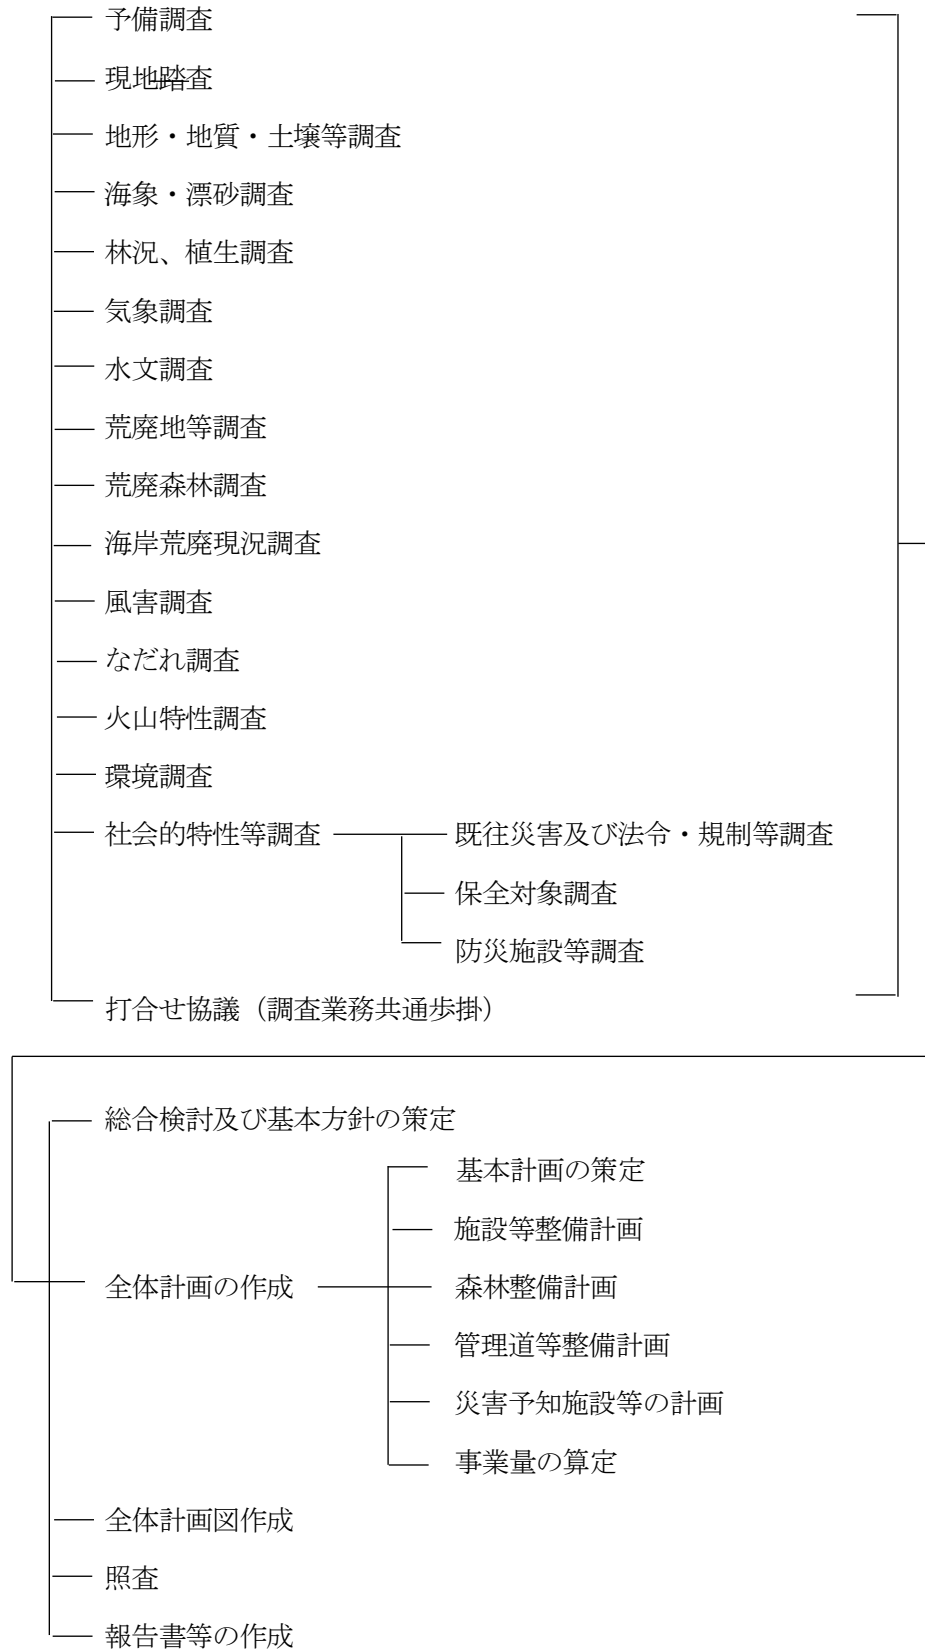 予備調査
現地踏査
地形・地質・土壌等調査
海象・漂砂調査
林況、植生調査
気象調査
水文調査
荒廃地等調査
荒廃森林調査
海岸荒廃現況調査
風害調査
なだれ調査
火山特性調査
環境調査
社会的特性等調査
既往災害及び法令・規制等調査
保全対象調査
防災施設等調査
打合せ協議（調査業務共通歩掛）
総合検討及び基本方針の策定
基本計画の策定
施設等整備計画
全体計画の作成
森林整備計画
管理道等整備計画
災害予知施設等の計画
事業量の算定
全体計画図作成
照査
報告書等の作成